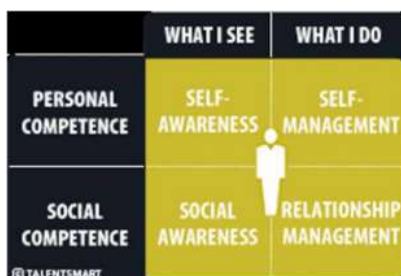 WHAT I SEE WHAT I DO
PERSONAL
COMPETENCE
SELF-
AWARENESS
SELF-
MANAGEMENT
SOCIAL
COMPETENCE
SOCIAL
AWARENESS
RELATIONSHIP
MANAGEMENT
© TALENTSMART